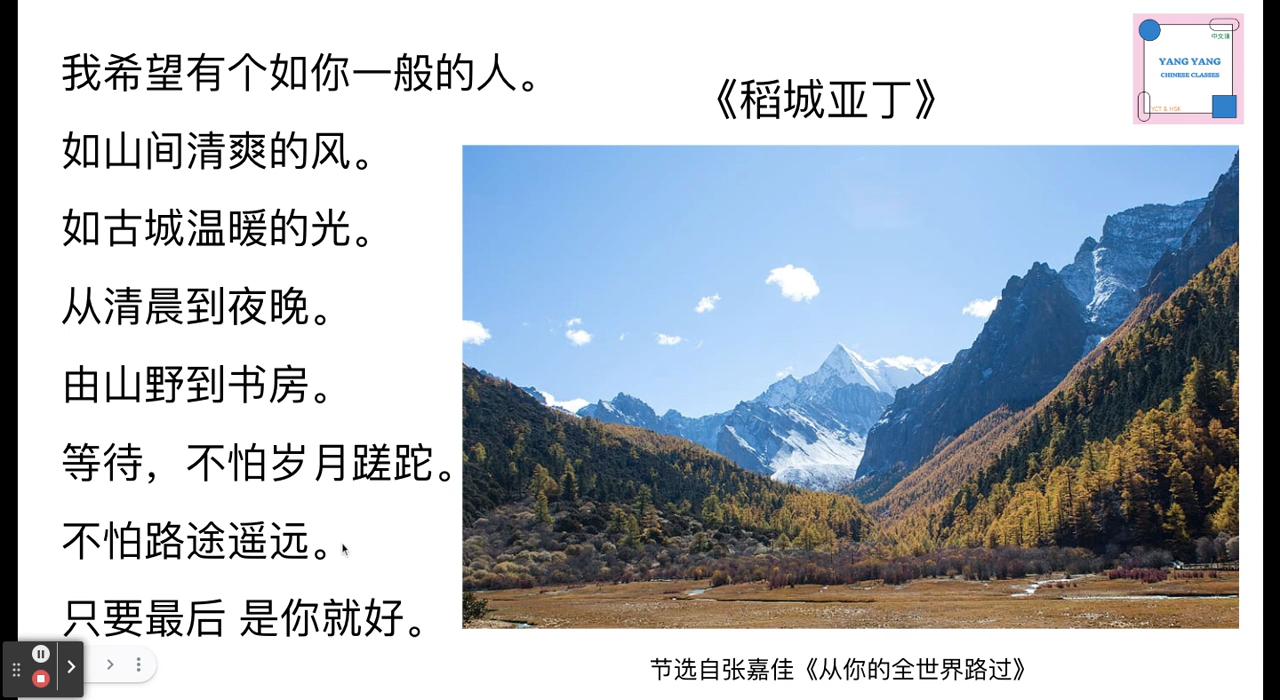 我希望有个如你一般的人。
如山间清爽的风。
如古城温暖的光。
从清晨到夜晚。
由山野到书房。
等待，不怕岁月蹉跎。
不怕路途遥远。
只要最后 是你就好。
《稻城亚丁》
中文课
YANG YANG
CHINESE CLASSES
YCT & HSK
节选自张嘉佳《从你的全世界路过》